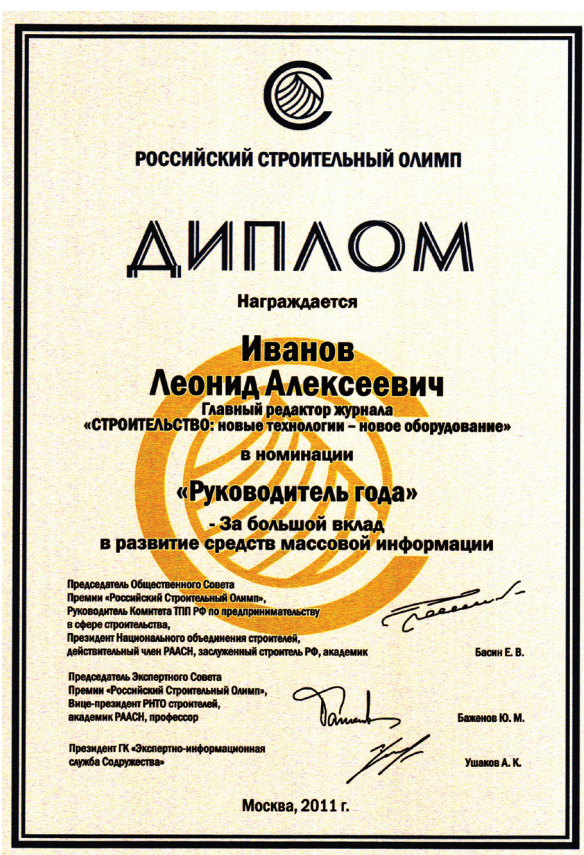 РОССИЙСКИЙ СТРОИТЕЛЬНЫЙ ОЛИМП
ДИПЛОМ
Награждается
Иванов
Леонид Алексеевич
Главный редактор журнала
«СТРОИТЕЛЬСТВО: новые технологии – новое оборудование»
в номинации
«Руководитель года»
- За большой вклад
в развитие средств массовой информации
Председатель Общественного Совета
Премии «Российский Строительный Олимп»,
Руководитель Комитета ТПП РФ по предпринимательству
в сфере строительства,
Президент Национального объединения строителей,
действительный член РААСН, заслуженный строитель РФ, академик Басин Е. В.
Председатель Экспертного Совета
Премии «Российский Строительный Олимп»,
Вице-президент РНТО строителей,
академик РААСН, профессор Баженов Ю. М.
Президент ГК «Экспертно-информационная
служба Содружества» Ушаков А. К.
Москва, 2011 г.